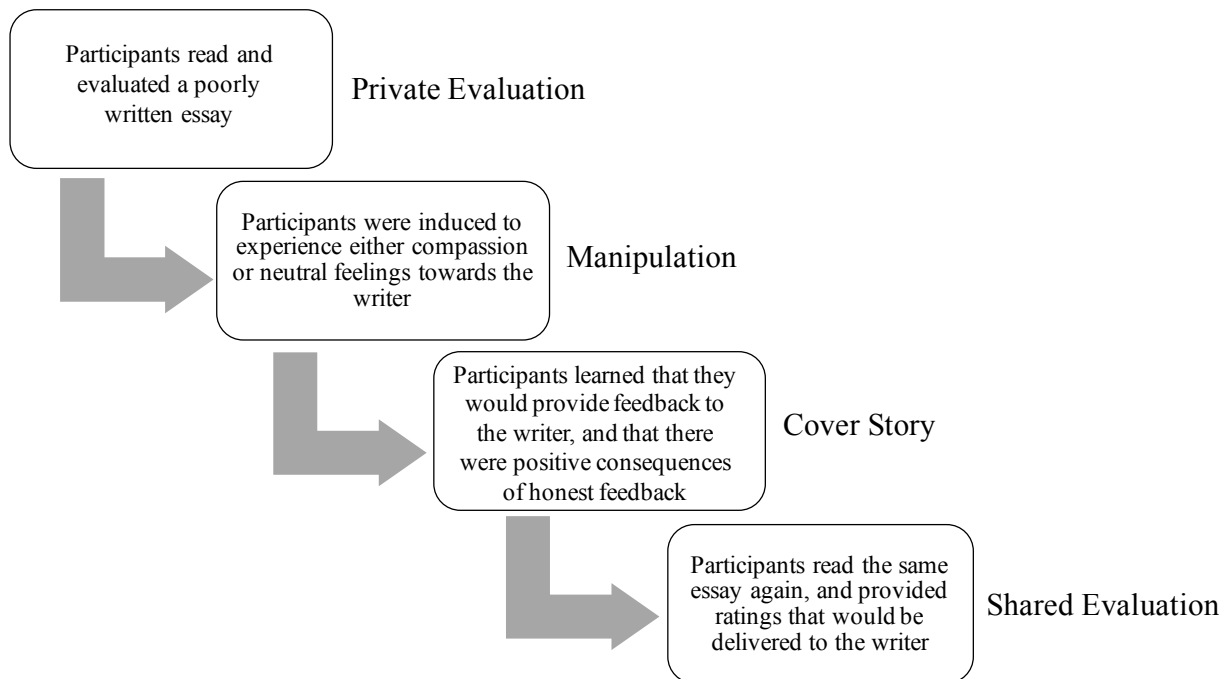 Participants read and
evaluated a poorly
written essay
Private Evaluation
Participants were induced to
experience either compassion
or neutral feelings towards the
writer
Manipulation
Participants learned that they
would provide feedback to
the writer, and that there
were positive consequences
of honest feedback
Cover Story
Participants read the same
essay again, and provided
ratings that would be
delivered to the writer
Shared Evaluation